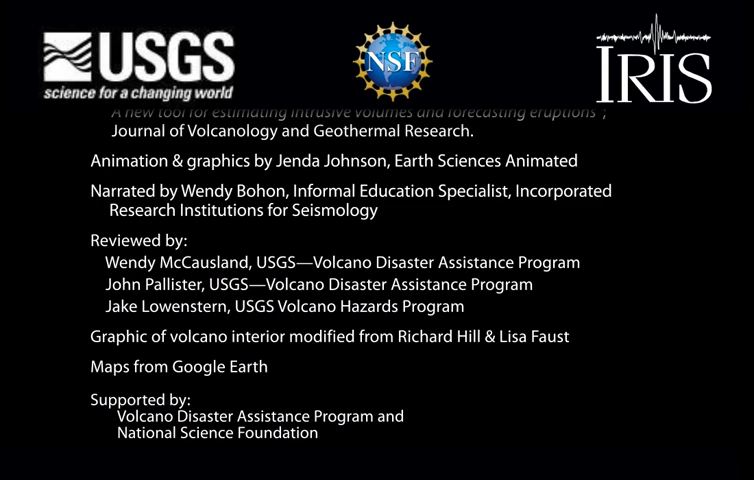 USGS
science for a changing world
NSF
IRIS
A new tool for estimating intrusive volumes and forecasting eruptions";
Journal of Volcanology and Geothermal Research.
Animation & graphics by Jenda Johnson, Earth Sciences Animated
Narrated by Wendy Bohon, Informal Education Specialist, Incorporated
Research Institutions for Seismology
Reviewed by:
Wendy McCausland, USGS—Volcano Disaster Assistance Program
John Pallister, USGS—Volcano Disaster Assistance Program
Jake Lowenstern, USGS Volcano Hazards Program
Graphic of volcano interior modified from Richard Hill & Lisa Faust
Maps from Google Earth
Supported by:
Volcano Disaster Assistance Program and
National Science Foundation